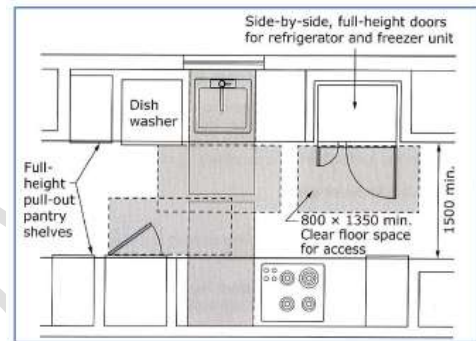 Side-by-side, full-height doors
for refrigerator and freezer unit
Dish
washer
Full-
height
pull-out
pantry
shelves
800 × 1350 min.
Clear floor space
for access
1500 min.